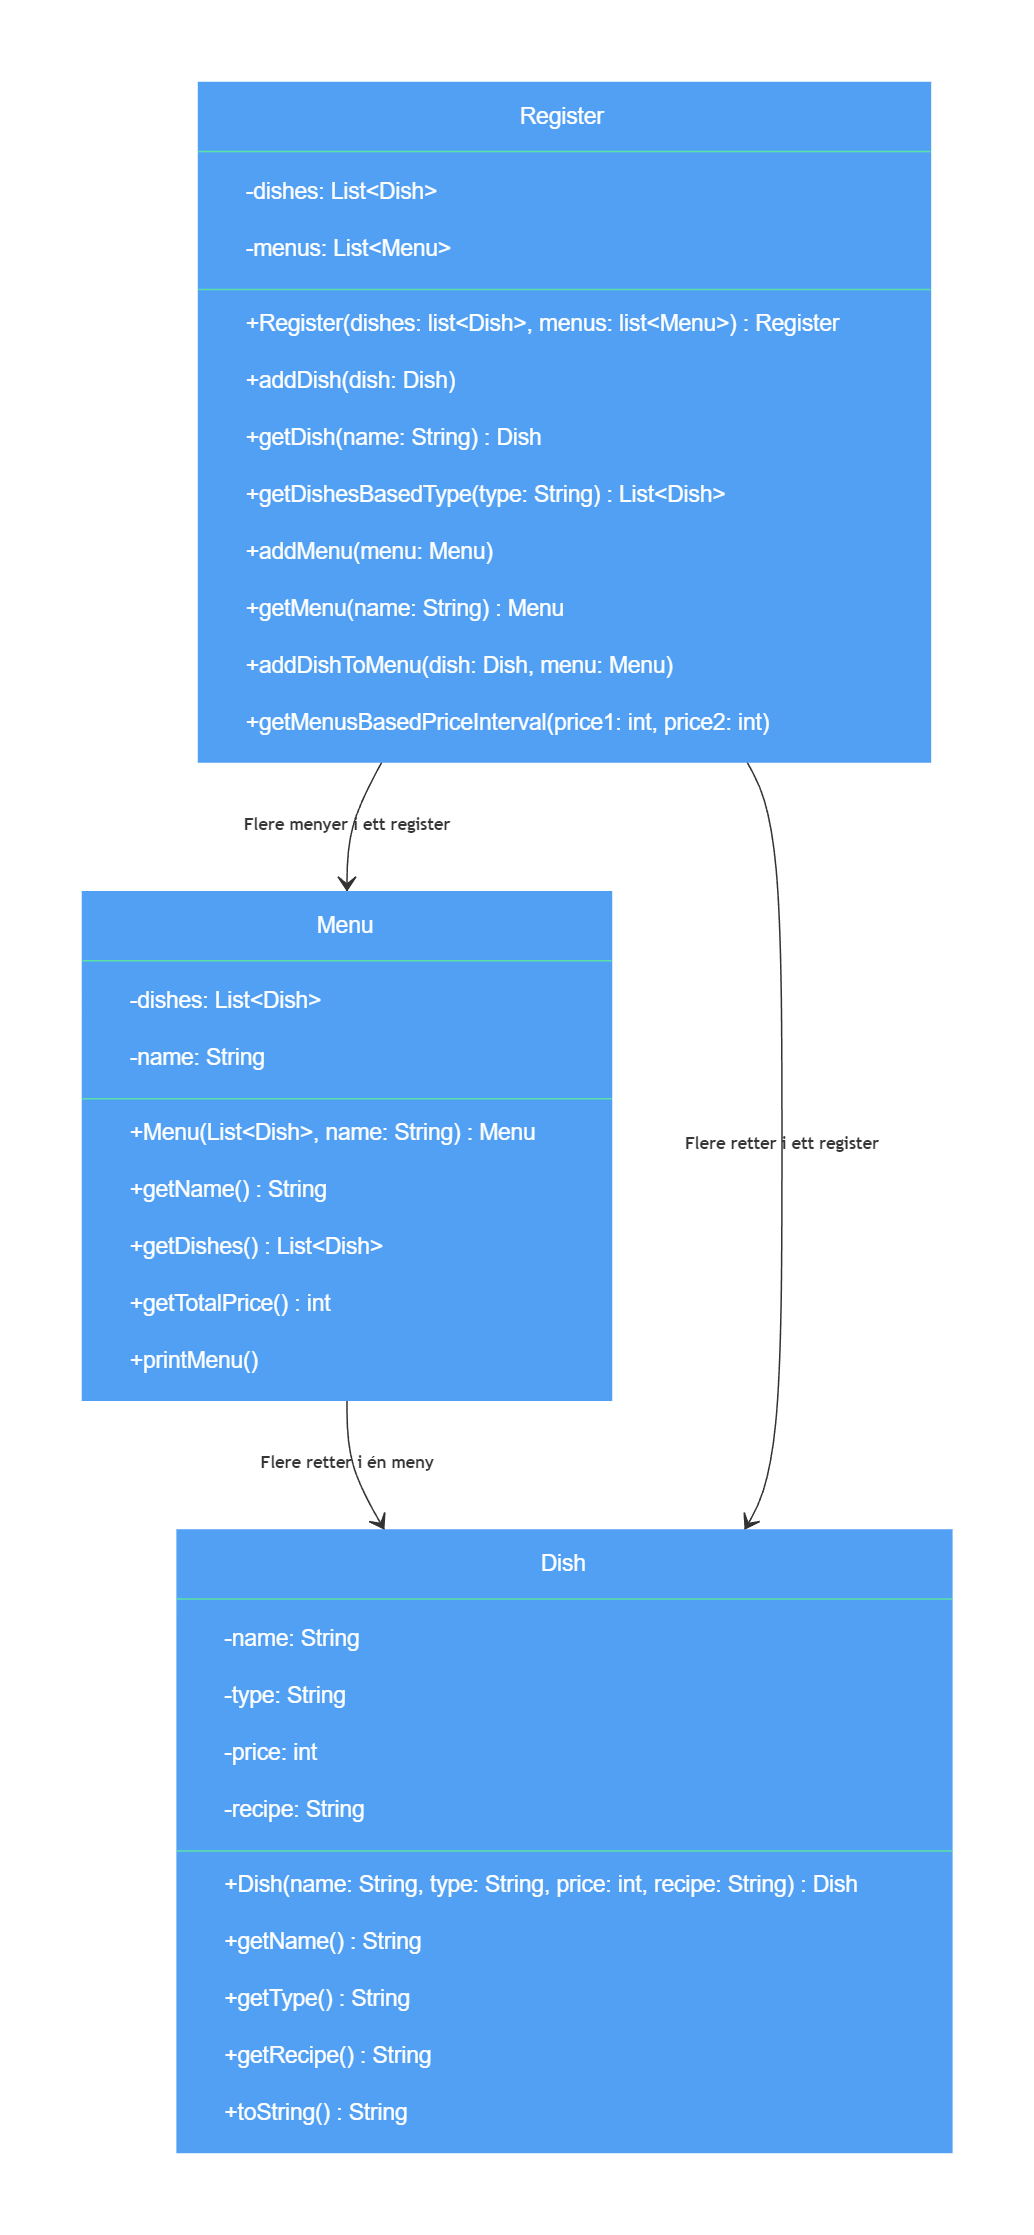 Register
-dishes: List<Dish>
-menus: List<Menu>
+Register(dishes: list<Dish>, menus: list<Menu>) : Register
+addDish(dish: Dish)
+getDish(name: String) : Dish
+getDishesBasedType(type: String) : List<Dish>
+addMenu(menu: Menu)
+getMenu(name: String) : Menu
+addDishToMenu(dish: Dish, menu: Menu)
+getMenusBasedPriceInterval(price1: int, price2: int)
Flere menyer i ett register
Menu
-dishes: List<Dish>
-name: String
+Menu(List<Dish>, name: String) : Menu
+getName() : String
+getDishes() : List<Dish>
+getTotalPrice() : int
+printMenu()
Flere retter i ett register
Flere retter i én meny
Dish
-name: String
-type: String
-price: int
-recipe: String
+Dish(name: String, type: String, price: int, recipe: String) : Dish
+getName() : String
+getType() : String
+getRecipe() : String
+toString() : String